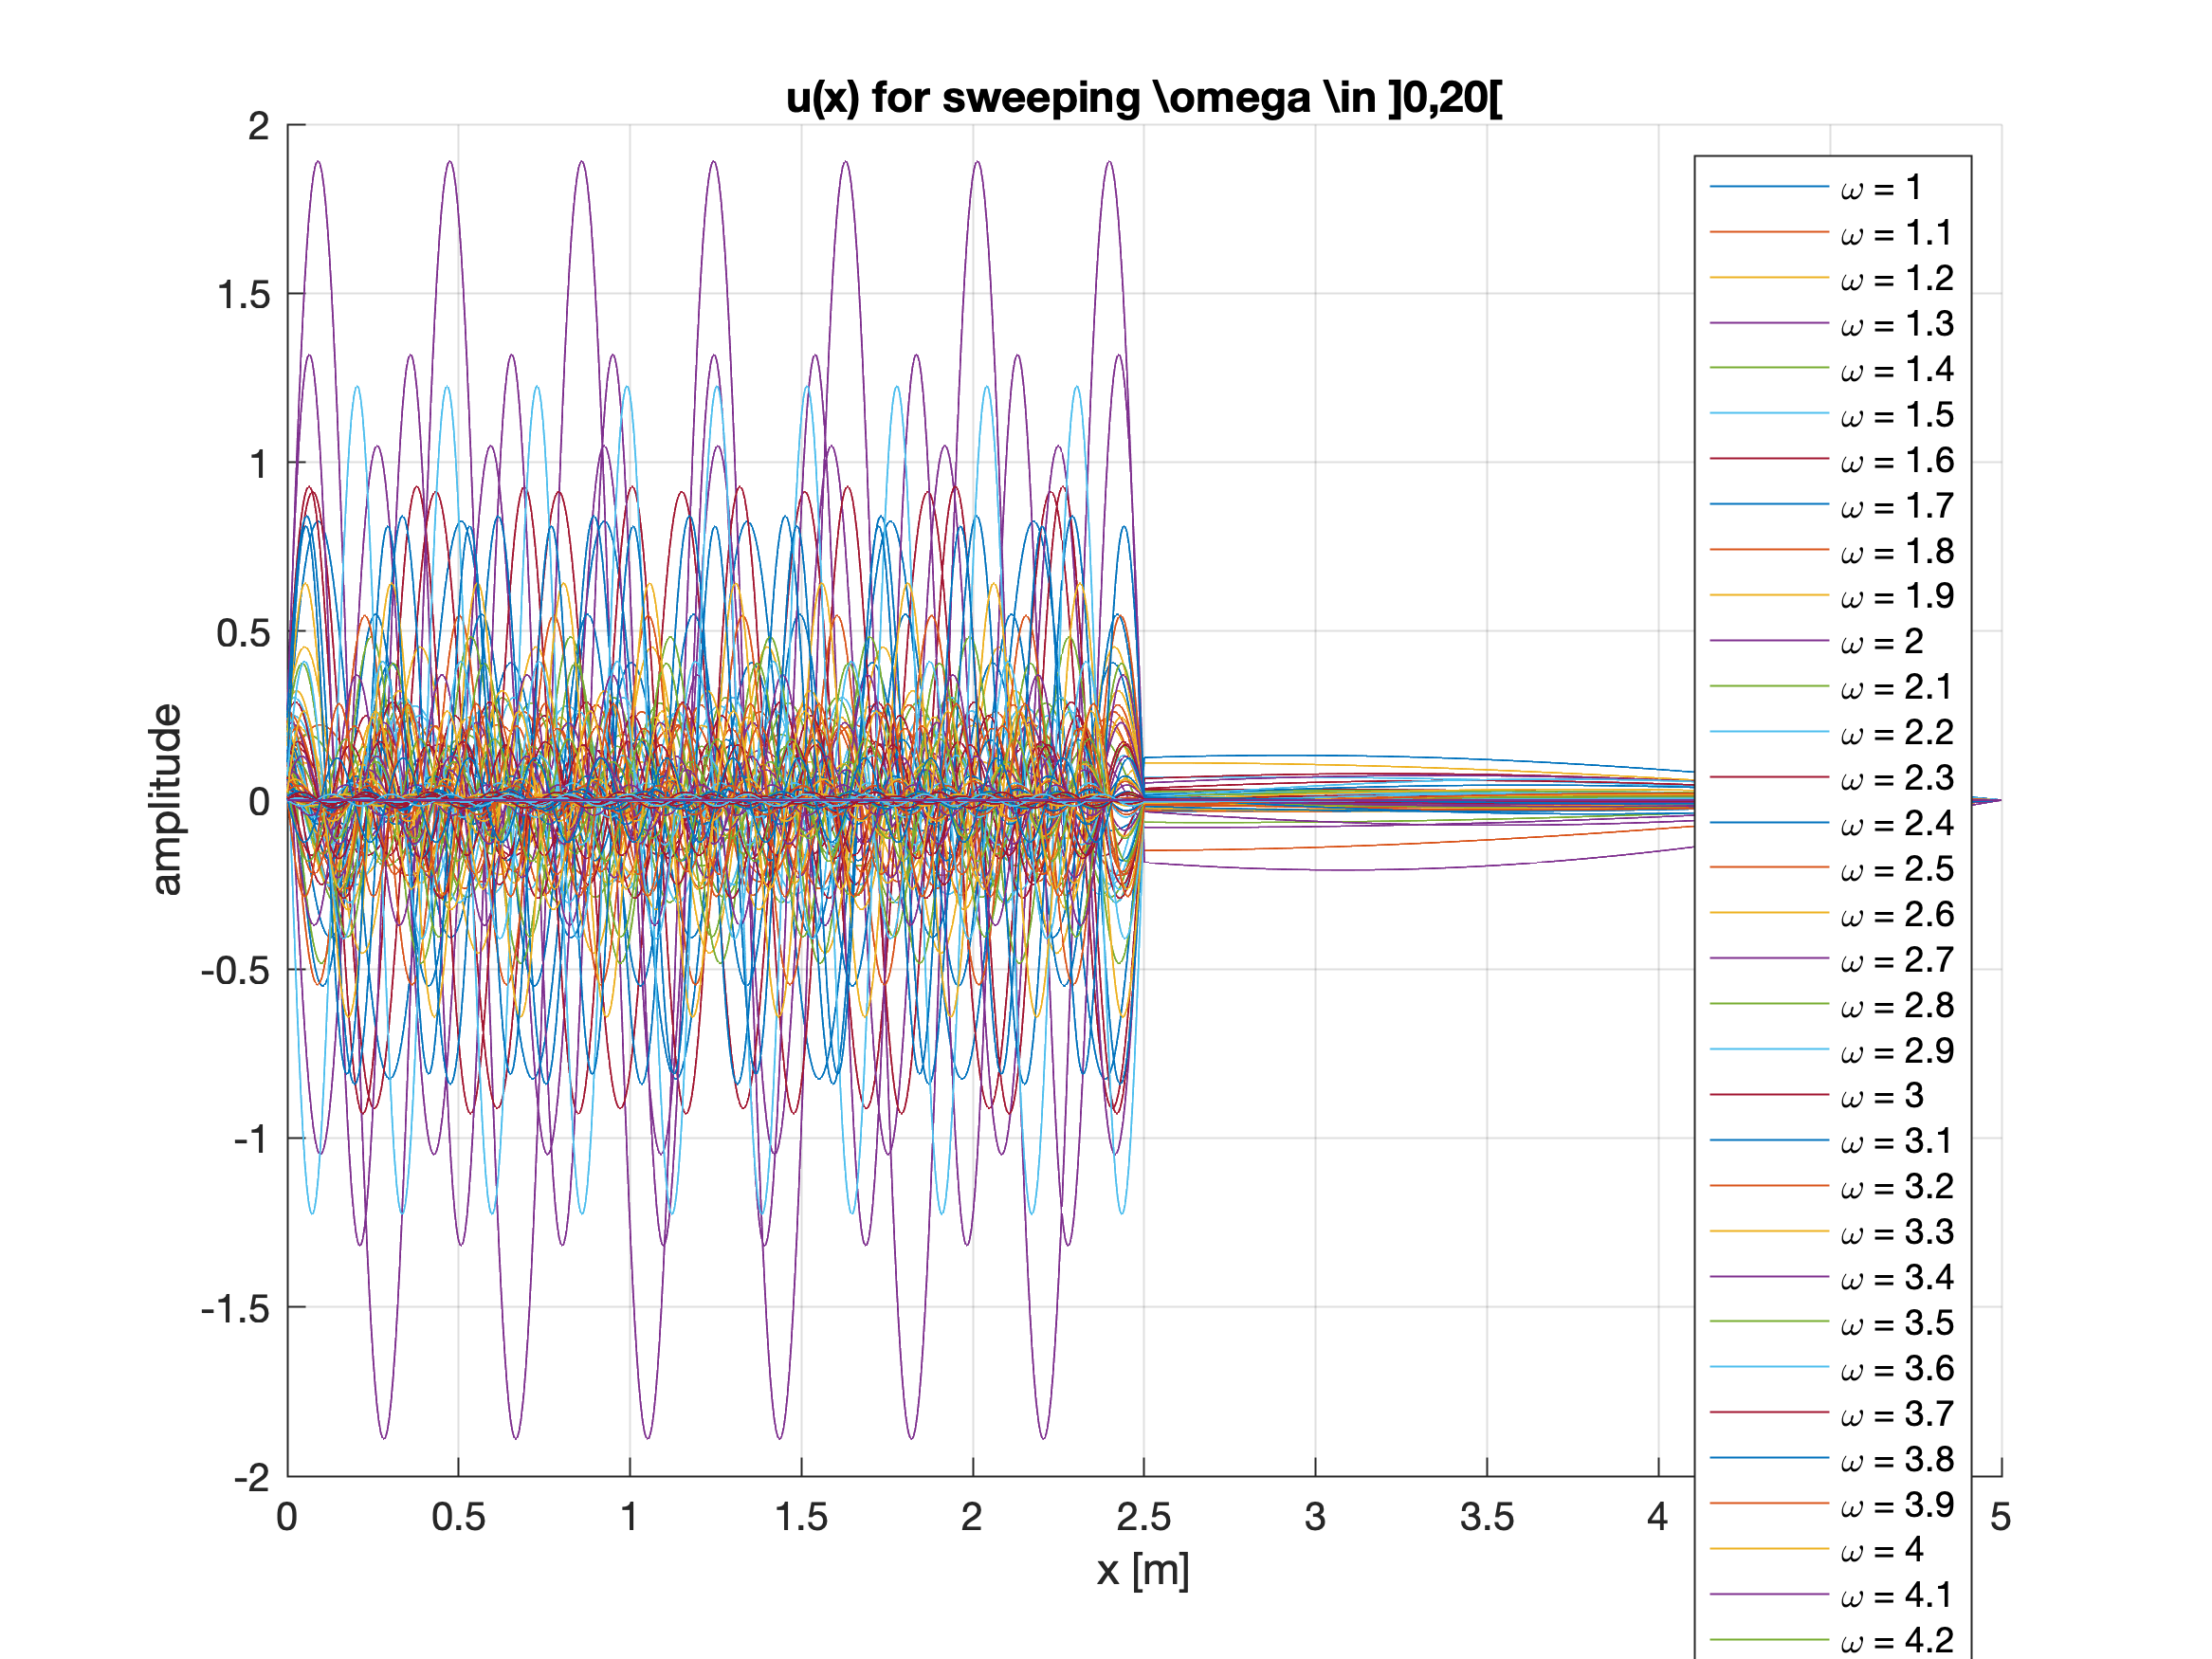 u(x) for sweeping \omega \in ]0,20[
2
1.5
1
0.5
0
-0.5
-1
-1.5
-2
amplitude
0 0.5 1 1.5 2 2.5 3 3.5 4 5
x [m]
ω = 1
ω = 1.1
ω = 1.2
ω = 1.3
ω = 1.4
ω = 1.5
ω = 1.6
ω = 1.7
ω = 1.8
ω = 1.9
ω = 2
ω = 2.1
ω = 2.2
ω = 2.3
ω = 2.4
ω = 2.5
ω = 2.6
ω = 2.7
ω = 2.8
ω = 2.9
ω = 3
ω = 3.1
ω = 3.2
ω = 3.3
ω = 3.4
ω = 3.5
ω = 3.6
ω = 3.7
ω = 3.8
ω = 3.9
ω = 4
ω = 4.1
ω = 4.2